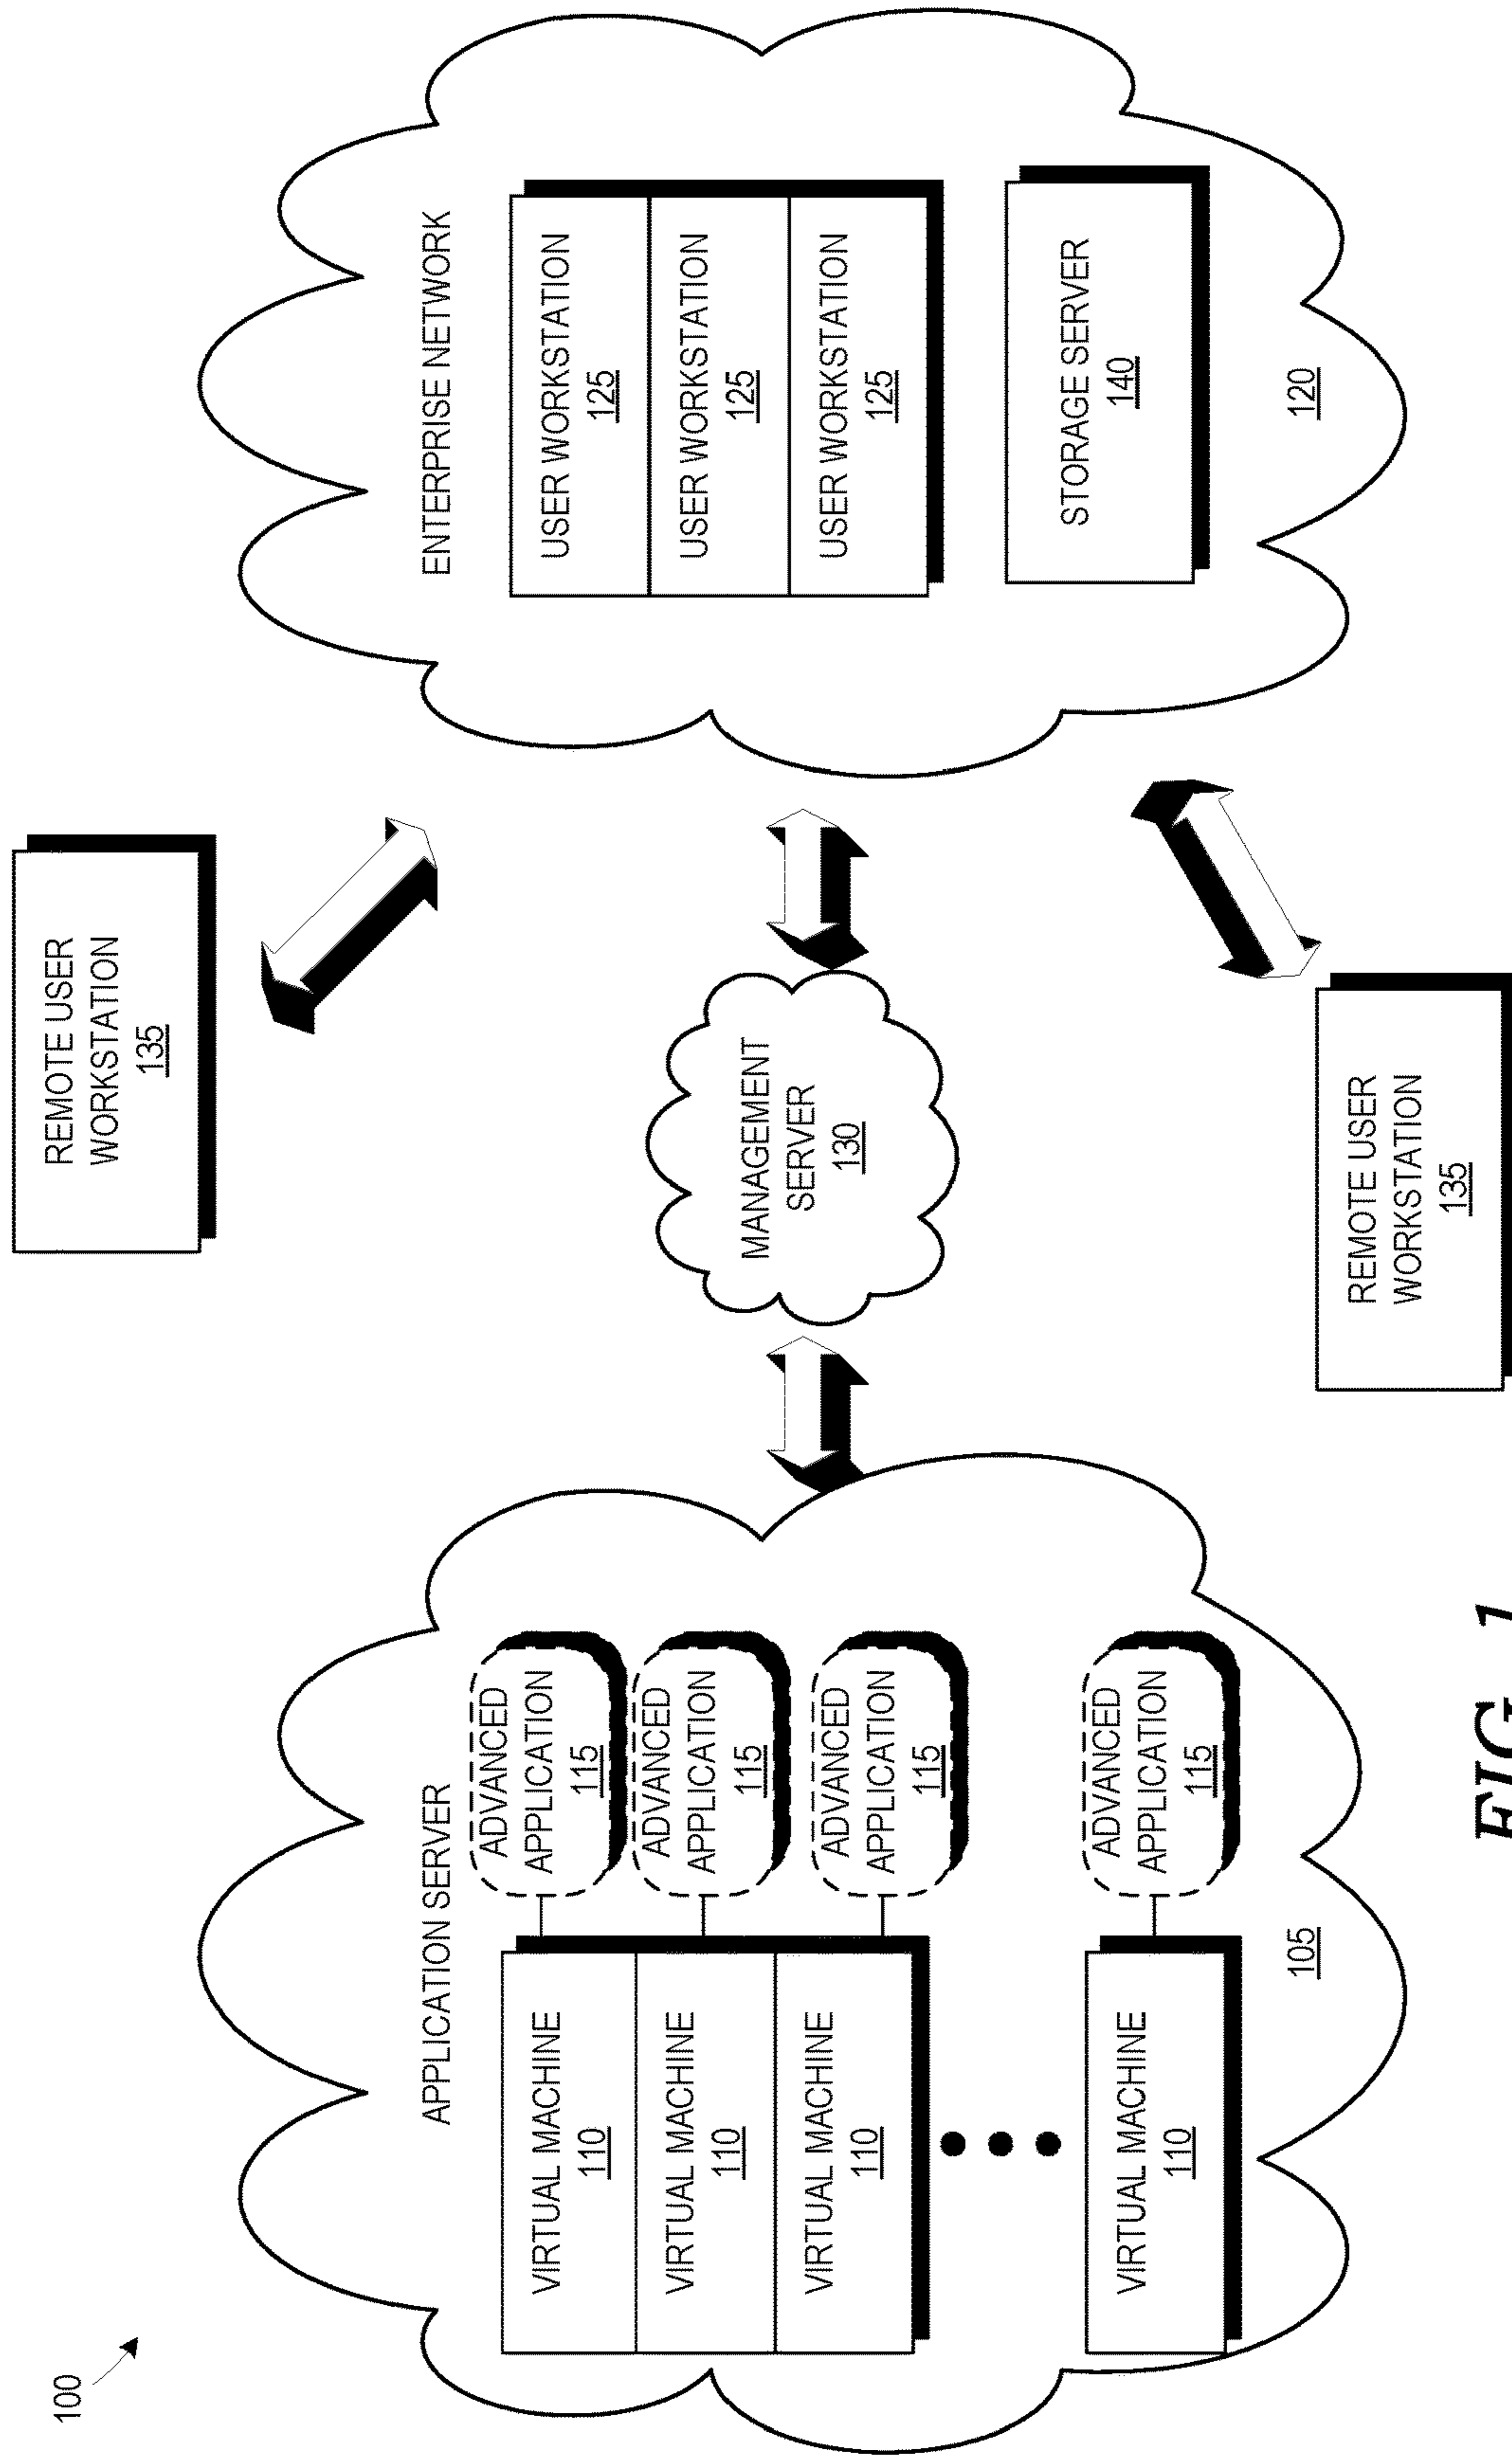 100
APPLICATION SERVER
VIRTUAL MACHINE
110
VIRTUAL MACHINE
110
VIRTUAL MACHINE
110
VIRTUAL MACHINE
110
ADVANCED
APPLICATION
115
ADVANCED
APPLICATION
115
ADVANCED
APPLICATION
115
ADVANCED
APPLICATION
115
105
REMOTE USER
WORKSTATION
135
MANAGEMENT
SERVER
130
REMOTE USER
WORKSTATION
135
ENTERPRISE NETWORK
USER WORKSTATION
125
USER WORKSTATION
125
USER WORKSTATION
125
STORAGE SERVER
140
120
FIG. 1